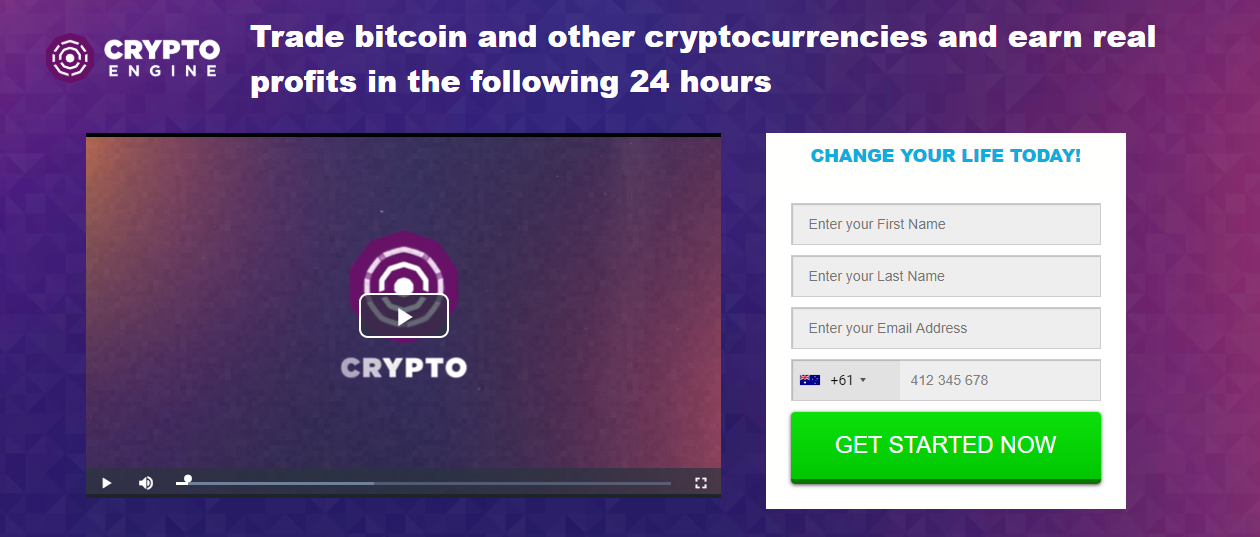 CRYPTO
ENGINE
Trade bitcoin and other cryptocurrencies and earn real
profits in the following 24 hours
CRYPTO
CHANGE YOUR LIFE TODAY!
Enter your First Name
Enter your Last Name
Enter your Email Address
+61 412 345 678
GET STARTED NOW